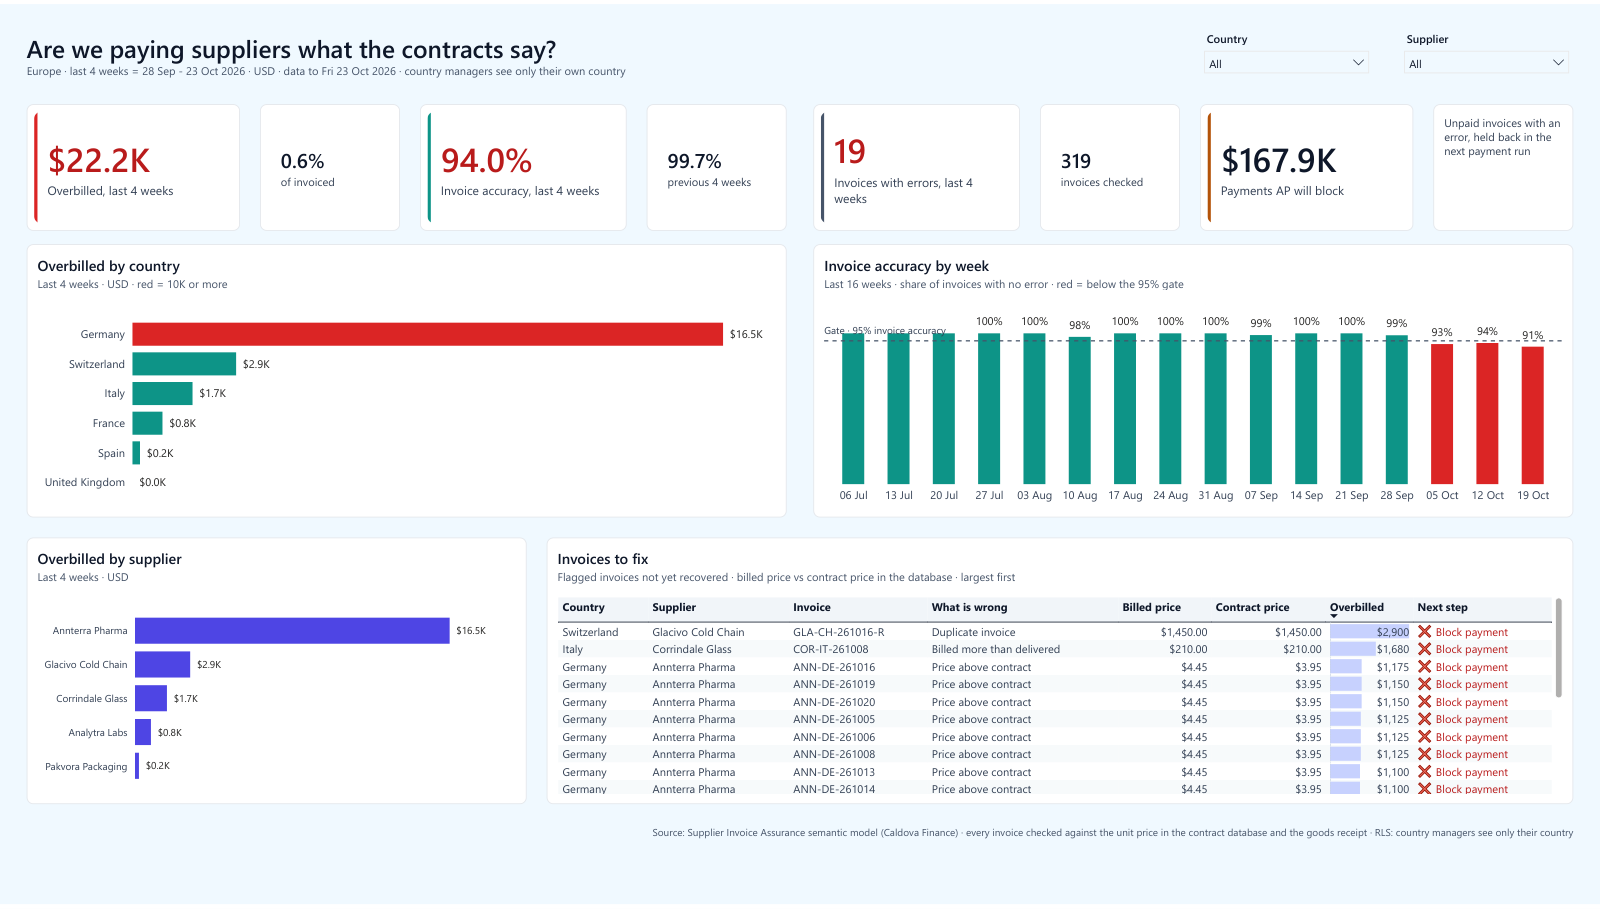 Are we paying suppliers what the contracts say?
Europe · last 4 weeks = 28 Sep - 23 Oct 2026 · USD · data to Fri 23 Oct 2026 · country managers see only their own country
Country
All
Supplier
All
$22.2K
Overbilled, last 4 weeks
0.6%
of invoiced
94.0%
Invoice accuracy, last 4 weeks
99.7%
previous 4 weeks
19
Invoices with errors, last 4
weeks
319
invoices checked
$167.9K
Payments AP will block
Unpaid invoices with an
error, held back in the
next payment run
Overbilled by country
Last 4 weeks · USD · red = 10K or more
Germany $16.5K
Switzerland $2.9K
Italy $1.7K
France $0.8K
Spain $0.2K
United Kingdom $0.0K
Invoice accuracy by week
Last 16 weeks · share of invoices with no error · red = below the 95% gate
Gate · 95% invoice accuracy
100% 100% 98% 100% 100% 100% 99% 100% 100% 99% 93% 94% 91%
06 Jul 13 Jul 20 Jul 27 Jul 03 Aug 10 Aug 17 Aug 24 Aug 31 Aug 07 Sep 14 Sep 21 Sep 28 Sep 05 Oct 12 Oct 19 Oct
Overbilled by supplier
Last 4 weeks · USD
Annterra Pharma $16.5K
Glacivo Cold Chain $2.9K
Corrindale Glass $1.7K
Analytra Labs $0.8K
Pakvora Packaging $0.2K
Invoices to fix
Flagged invoices not yet recovered · billed price vs contract price in the database · largest first
Country Supplier Invoice What is wrong Billed price Contract price Overbilled Next step
Switzerland Glacivo Cold Chain GLA-CH-261016-R Duplicate invoice $1,450.00 $1,450.00 $2,900 ❌ Block payment
Italy Corrindale Glass COR-IT-261008 Billed more than delivered $210.00 $210.00 $1,680 ❌ Block payment
Germany Annterra Pharma ANN-DE-261016 Price above contract $4.45 $3.95 $1,175 ❌ Block payment
Germany Annterra Pharma ANN-DE-261019 Price above contract $4.45 $3.95 $1,150 ❌ Block payment
Germany Annterra Pharma ANN-DE-261020 Price above contract $4.45 $3.95 $1,150 ❌ Block payment
Germany Annterra Pharma ANN-DE-261005 Price above contract $4.45 $3.95 $1,125 ❌ Block payment
Germany Annterra Pharma ANN-DE-261006 Price above contract $4.45 $3.95 $1,125 ❌ Block payment
Germany Annterra Pharma ANN-DE-261008 Price above contract $4.45 $3.95 $1,125 ❌ Block payment
Germany Annterra Pharma ANN-DE-261013 Price above contract $4.45 $3.95 $1,100 ❌ Block payment
Germany Annterra Pharma ANN-DE-261014 Price above contract $4.45 $3.95 $1,100 ❌ Block payment
Source: Supplier Invoice Assurance semantic model (Caldova Finance) · every invoice checked against the unit price in the contract database and the goods receipt · RLS: country managers see only their country